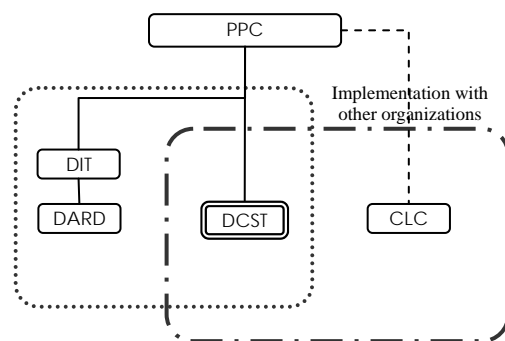 PPC
Implementation with
other organizations
DIT
DARD
DCST
CLC